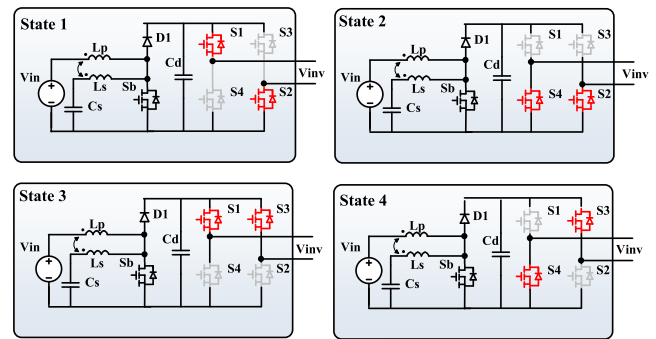 State 1
S1
S3
D1
Lp
Cd
Vin
Ls
Sb
Vinv
Cs
S4
S2
State 2
S1
S3
D1
Lp
Cd
Vin
Ls
Sb
Vinv
Cs
S4
S2
State 3
S1
S3
D1
Lp
Cd
Vin
Ls
Sb
Vinv
Cs
S4
S2
State 4
S1
S3
D1
Lp
Cd
Vin
Ls
Sb
Vinv
Cs
S4
S2